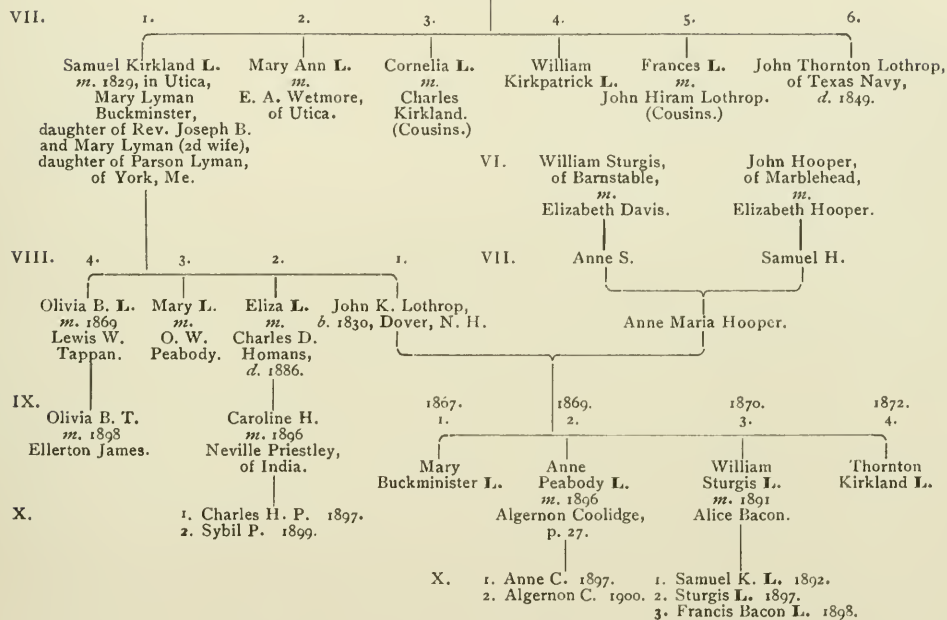 VII. 1. 2. 3. 4. 5. 6.
Samuel Kirkland L.
m. 1829, in Utica,
Mary Lyman
Buckminster,
daughter of Rev. Joseph B.
and Mary Lyman (2d wife),
daughter of Parson Lyman,
of York, Me.
Mary Ann L.
m.
E. A. Wetmore,
of Utica.
Cornelia L.
m.
Charles
Kirkland.
(Cousins.)
William
Kirkpatrick L.
Frances L.
m.
John Hiram Lothrop.
(Cousins.)
John Thornton Lothrop,
of Texas Navy,
d. 1849.
VI.
William Sturgis,
of Barnstable,
m.
Elizabeth Davis.
John Hooper,
of Marblehead,
m.
Elizabeth Hooper.
VIII. 4. 3. 2. 1.
VII. Anne S. Samuel H.
Olivia B. L.
m. 1869
Lewis W.
Tappan.
Mary L.
m.
O. W.
Peabody.
Eliza L.
m.
Charles D.
Homans,
d. 1886.
John K. Lothrop,
b. 1830, Dover, N. H.
Anne Maria Hooper.
IX.
Olivia B. T.
m. 1898
Ellerton James.
Caroline H.
m. 1896
Neville Priestley,
of India.
1867. 1869. 1870. 1872.
1. 2. 3. 4.
Mary
Buckminister L.
Anne
Peabody L.
m. 1896
Algernon Coolidge,
p. 27.
William
Sturgis L.
m. 1891
Alice Bacon.
Thornton
Kirkland L.
X. 1. Charles H. P. 1897.
2. Sybil P. 1899.
X. 1. Anne C. 1897.
2. Algernon C. 1900.
1. Samuel K. L. 1892.
2. Sturgis L. 1897.
3. Francis Bacon L. 1898.